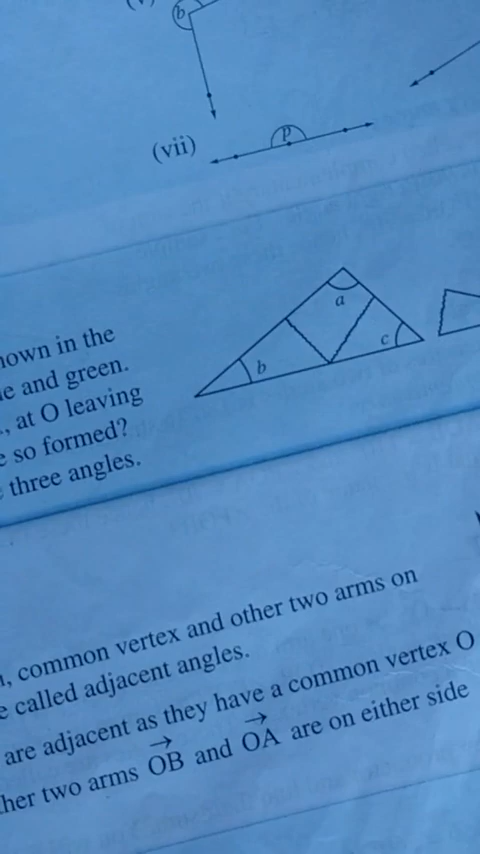 b
(vii)
P
a
b
c
own in the
e and green.
, at O leaving
e so formed?
three angles.
, common vertex and other two arms on
e called adjacent angles.
are adjacent as they have a common vertex O
her two arms OB and OA are on either side